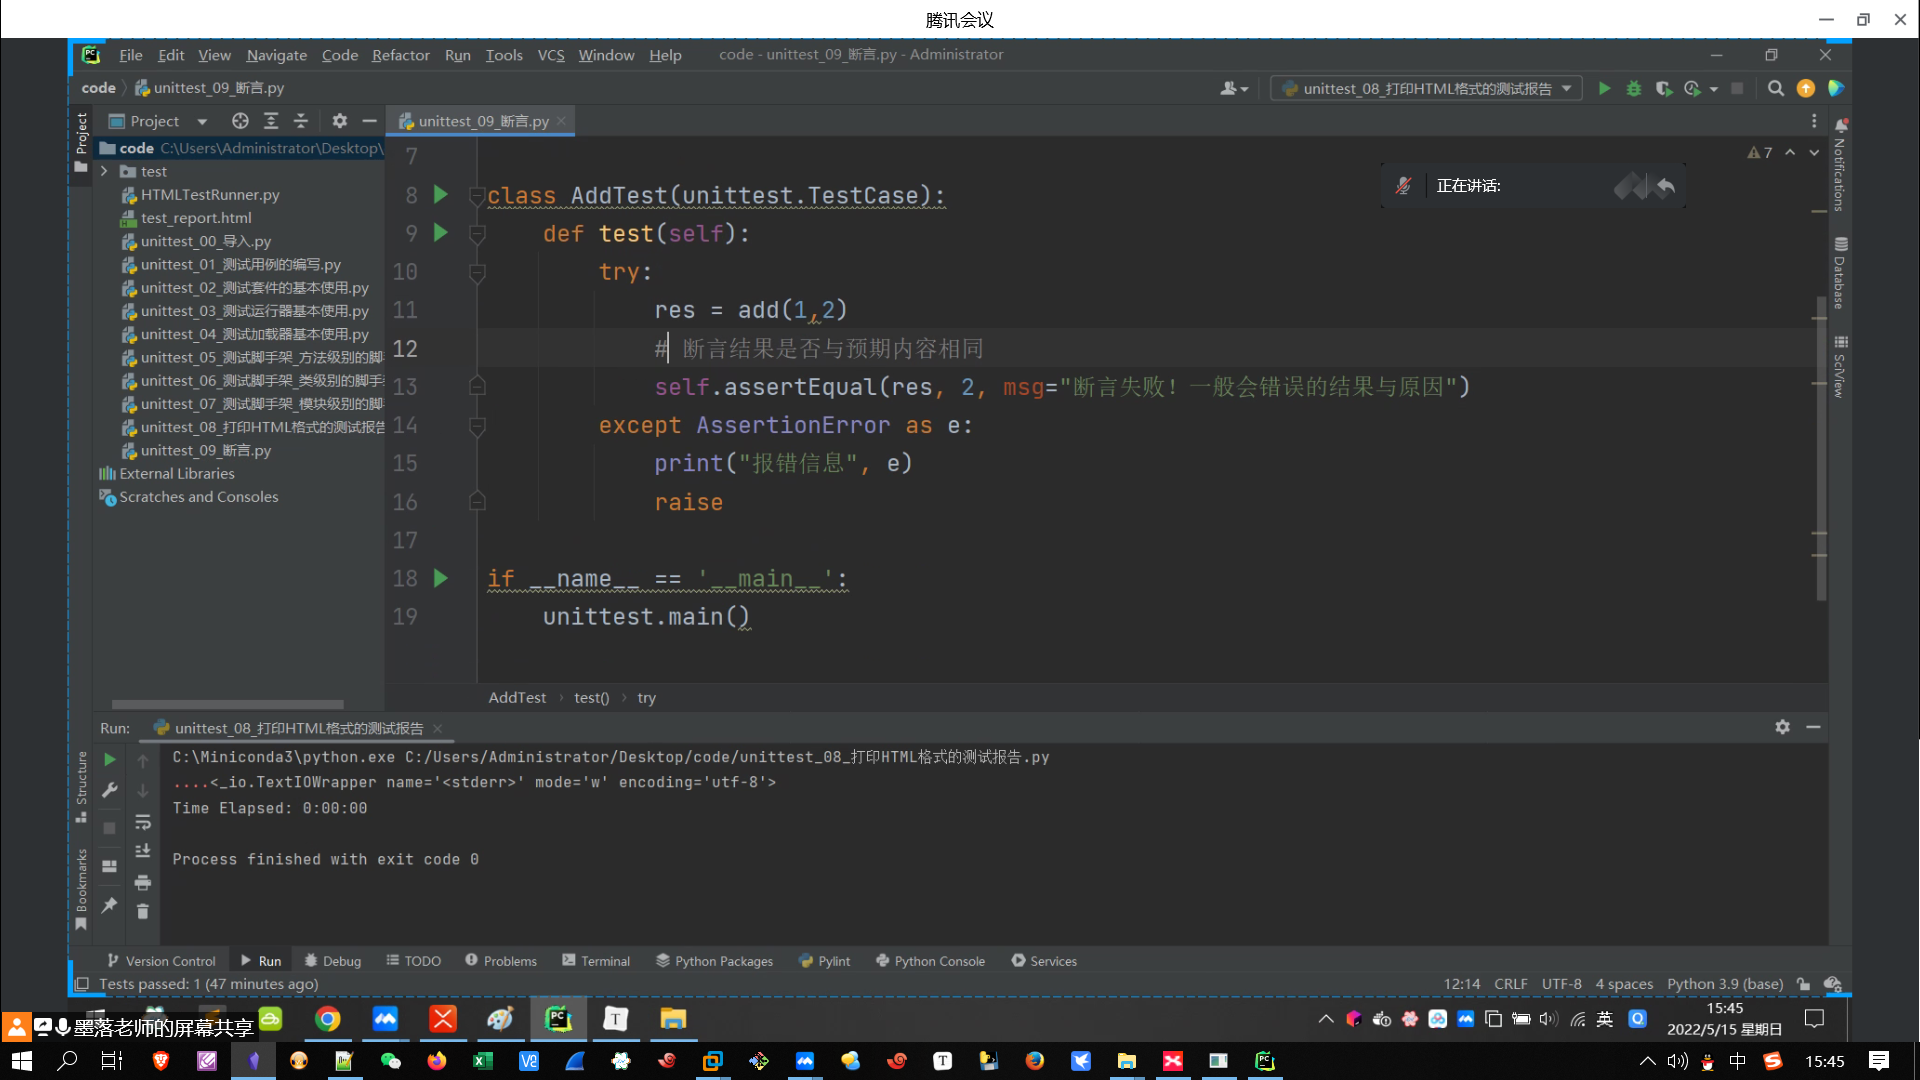 腾讯会议
File Edit View Navigate Code Refactor Run Tools VCS Window Help code - unittest_09_断言.py - Administrator
code unittest_09_断言.py
unittest_08_打印HTML格式的测试报告
Project
unittest_09_断言.py
Project
code C:\Users\Administrator\Desktop\
test
HTMLTestRunner.py
test_report.html
unittest_00_导入.py
unittest_01_测试用例的编写.py
unittest_02_测试套件的基本使用.py
unittest_03_测试运行器基本使用.py
unittest_04_测试加载器基本使用.py
unittest_05_测试脚手架_方法级别的脚
unittest_06_测试脚手架_类级别的脚手
unittest_07_测试脚手架_模块级别的脚
unittest_08_打印HTML格式的测试报告
unittest_09_断言.py
External Libraries
Scratches and Consoles
7
7
8 class AddTest(unittest.TestCase):
9 def test(self):
10 try:
11 res = add(1,2)
12 # 断言结果是否与预期内容相同
13 self.assertEqual(res, 2, msg="断言失败！一般会错误的结果与原因")
14 except AssertionError as e:
15 print("报错信息", e)
16 raise
17
18 if __name__ == '__main__':
19 unittest.main()
正在讲话:
Notifications
Database
SciView
AddTest test() try
Run: unittest_08_打印HTML格式的测试报告
C:\Miniconda3\python.exe C:/Users/Administrator/Desktop/code/unittest_08_打印HTML格式的测试报告.py
....<_io.TextIOWrapper name='<stderr>' mode='w' encoding='utf-8'>
Time Elapsed: 0:00:00
Process finished with exit code 0
Structure
Bookmarks
Version Control Run Debug TODO Problems Terminal Python Packages Pylint Python Console Services
Tests passed: 1 (47 minutes ago)
12:14 CRLF UTF-8 4 spaces Python 3.9 (base)
墨落老师的屏幕共享
英
15:45
2022/5/15 星期日
中
15:45